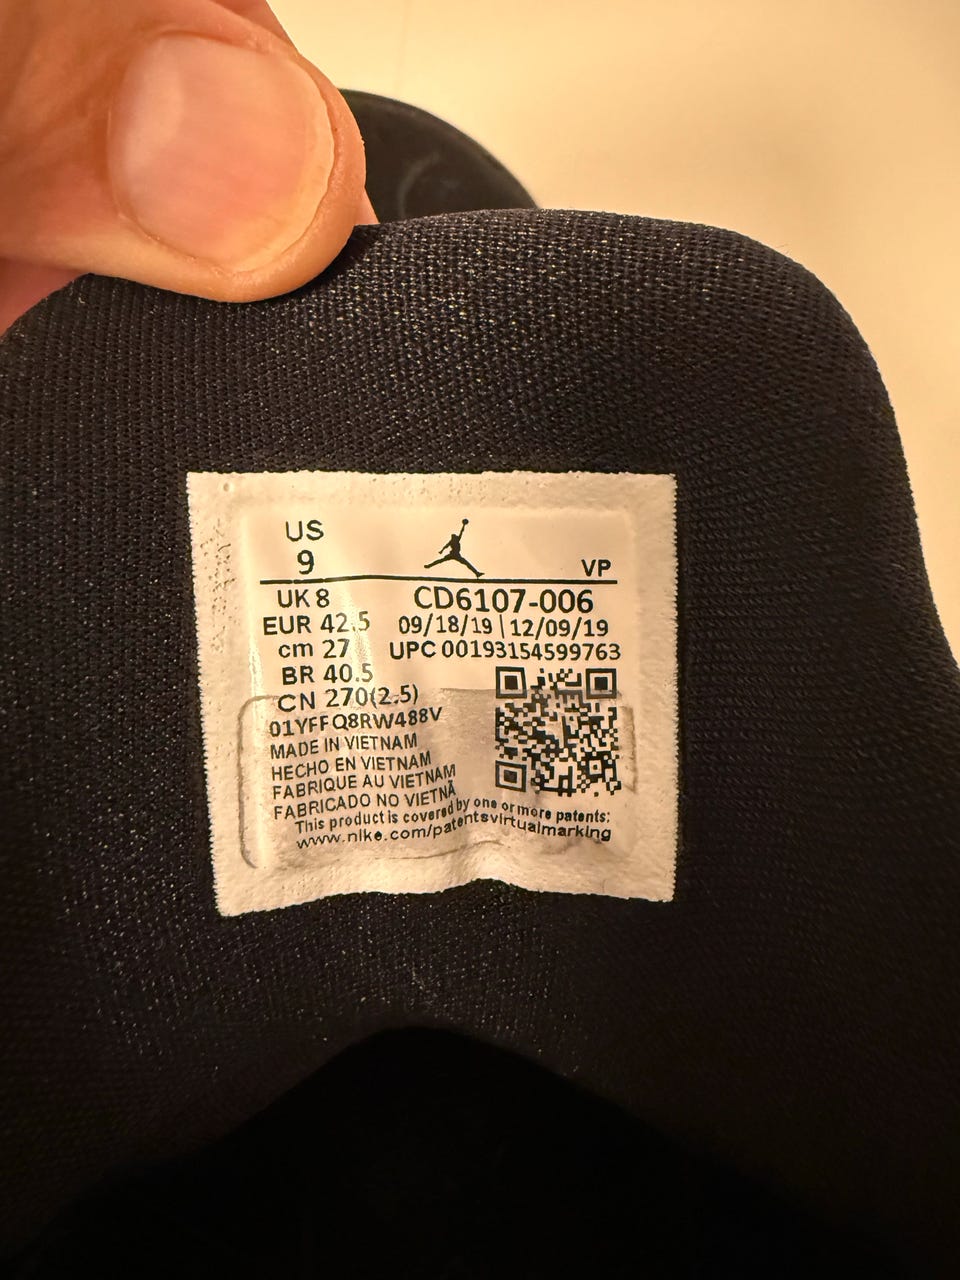 US
9
VP
UK 8
CD6107-006
EUR 42.5
09/18/19 | 12/09/19
cm 27
UPC 00193154599763
BR 40.5
CN 270(2.5)
01YFFQ8RW488V
MADE IN VIETNAM
HECHO EN VIETNAM
FABRIQUE AU VIETNAM
FABRICADO NO VIETNÃ
This product is covered by one or more patents:
www.nike.com/patentsvirtualmarking